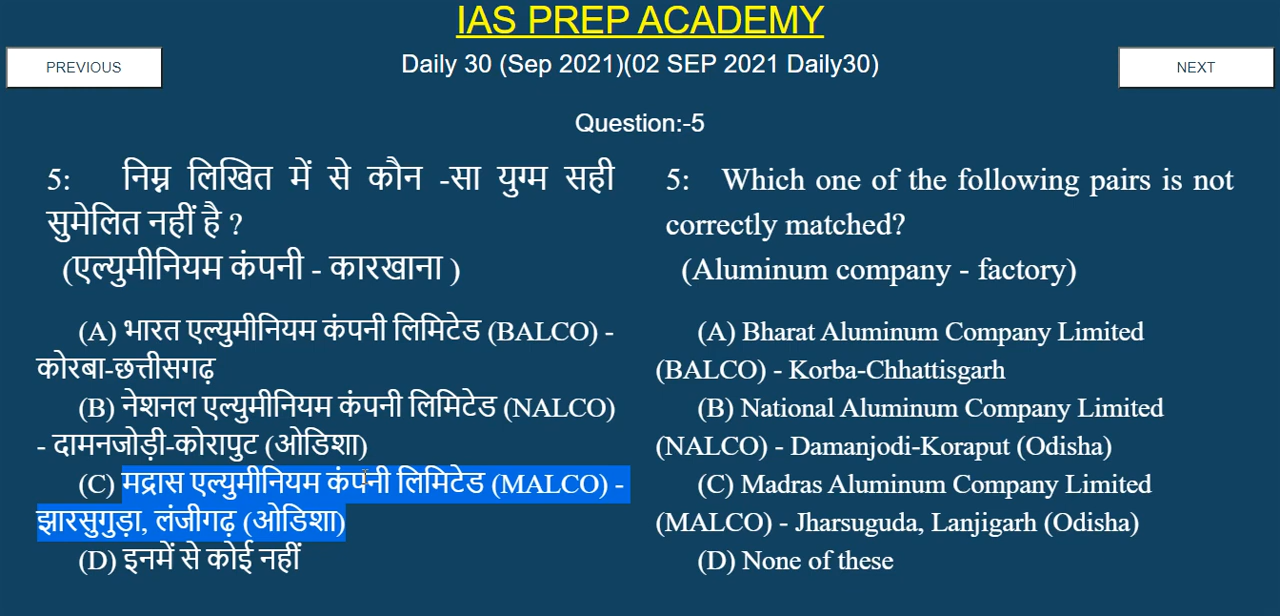 IAS PREP ACADEMY
PREVIOUS
Daily 30 (Sep 2021)(02 SEP 2021 Daily30)
NEXT
Question:-5
5: निम्न लिखित में से कौन -सा युग्म सही
सुमेलित नहीं है ?
(एल्युमीनियम कंपनी - कारखाना )
(A) भारत एल्युमीनियम कंपनी लिमिटेड (BALCO) -
कोरबा-छत्तीसगढ़
(B) नेशनल एल्युमीनियम कंपनी लिमिटेड (NALCO)
- दामनजोड़ी-कोरापुट (ओडिशा)
(C) मद्रास एल्युमीनियम कंपनी लिमिटेड (MALCO) -
झारसुगुड़ा, लंजीगढ़ (ओडिशा)
(D) इनमें से कोई नहीं
5: Which one of the following pairs is not
correctly matched?
(Aluminum company - factory)
(A) Bharat Aluminum Company Limited
(BALCO) - Korba-Chhattisgarh
(B) National Aluminum Company Limited
(NALCO) - Damanjodi-Koraput (Odisha)
(C) Madras Aluminum Company Limited
(MALCO) - Jharsuguda, Lanjigarh (Odisha)
(D) None of these